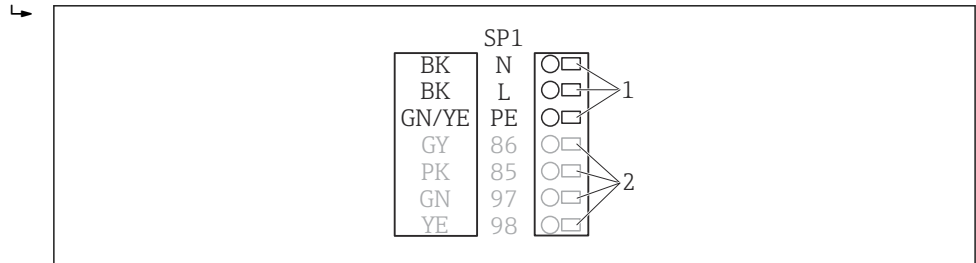 SP1
BK N
BK L 1
GN/YE PE
GY 86
PK 85 2
GN 97
YE 98